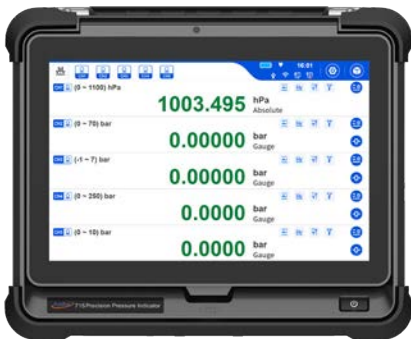 16:01
(0 ~ 1100) hPa
1003.495 hPa
Absolute
(0 ~ 70) bar
0.00000 bar
Gauge
(-1 ~ 7) bar
0.00000 bar
Gauge
(0 ~ 250) bar
0.0000 bar
Gauge
(0 ~ 10) bar
0.0000 bar
Gauge
Precision Pressure Indicator